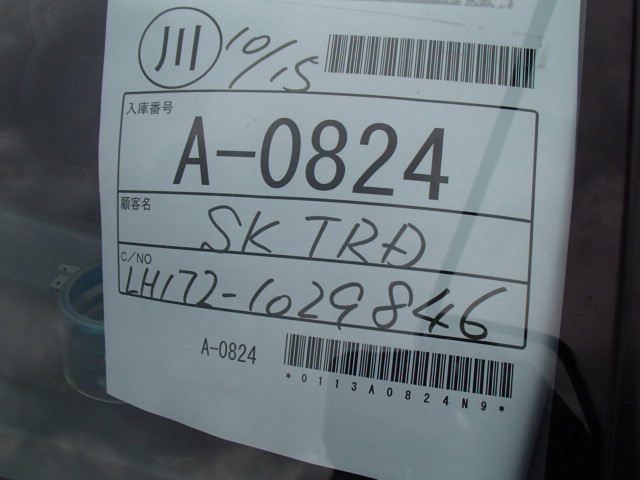 川 10/15
入庫番号
A-0824
顧客名
SK TRD
C/NO
LH172-1029846
A-0824
*0113A0824N9*